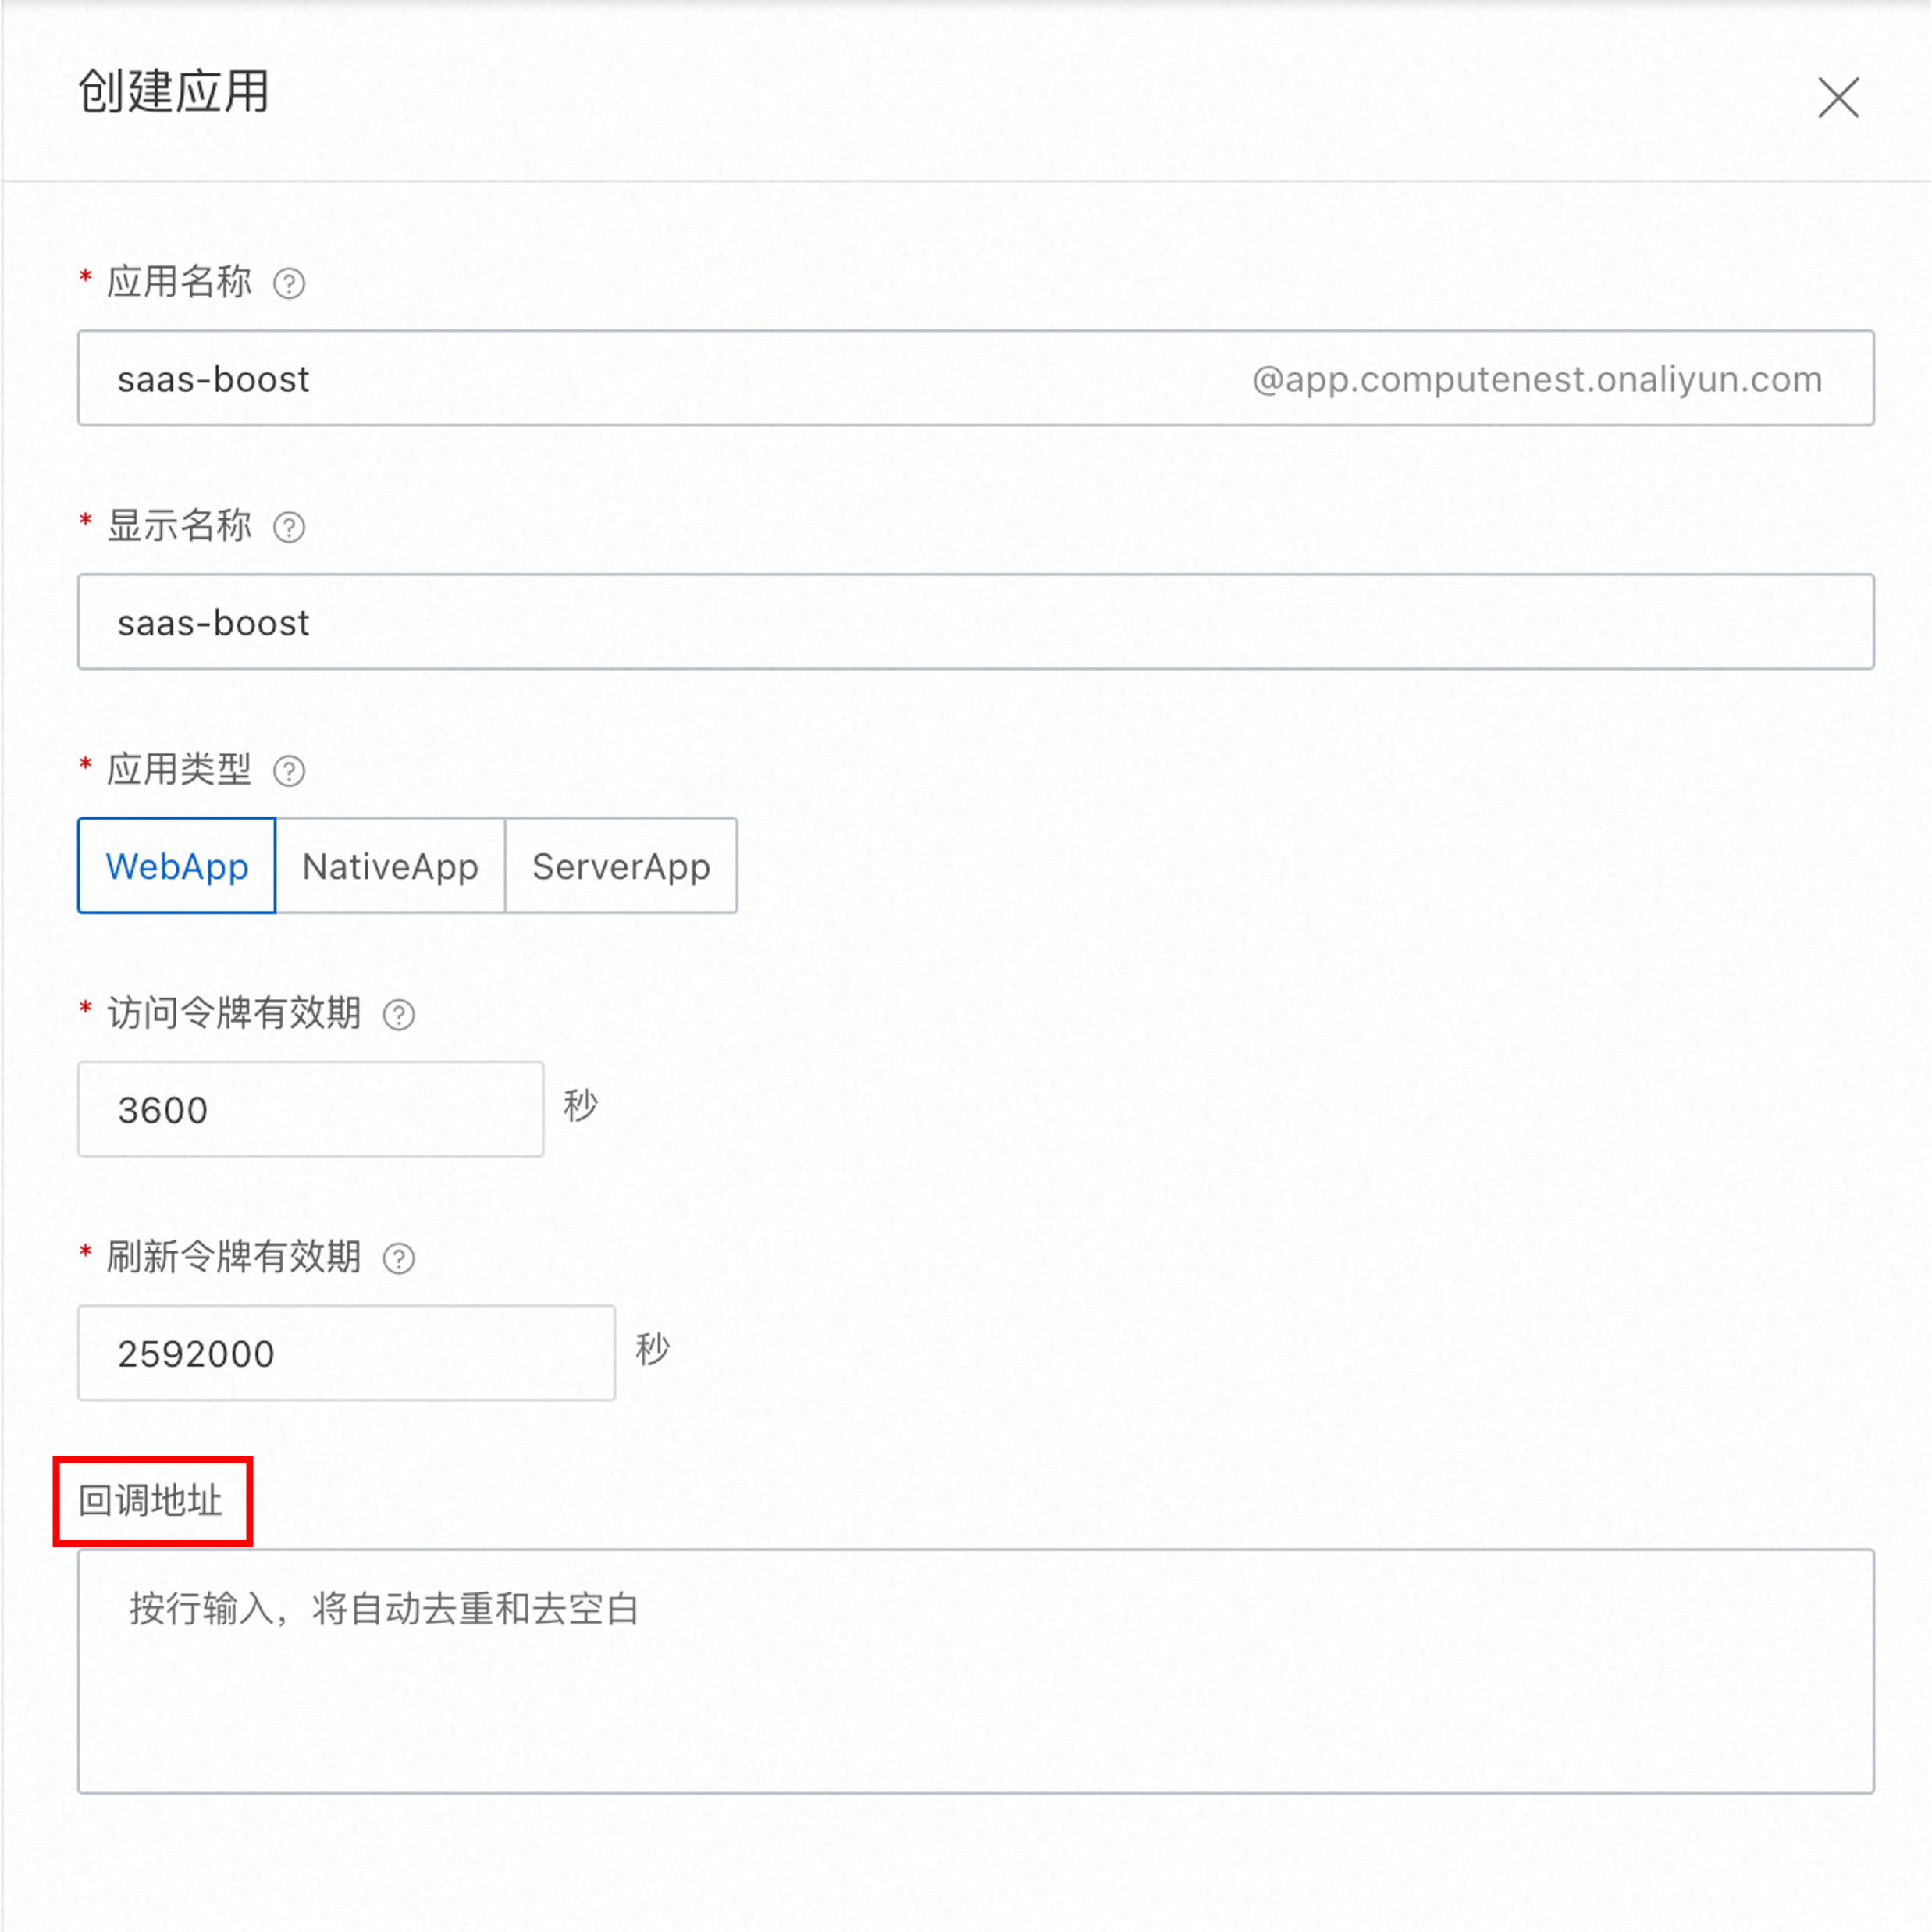 创建应用
* 应用名称 ?
saas-boost @app.computenest.onaliyun.com
* 显示名称 ?
saas-boost
* 应用类型 ?
WebApp NativeApp ServerApp
* 访问令牌有效期 ?
3600 秒
* 刷新令牌有效期 ?
2592000 秒
回调地址
按行输入，将自动去重和去空白